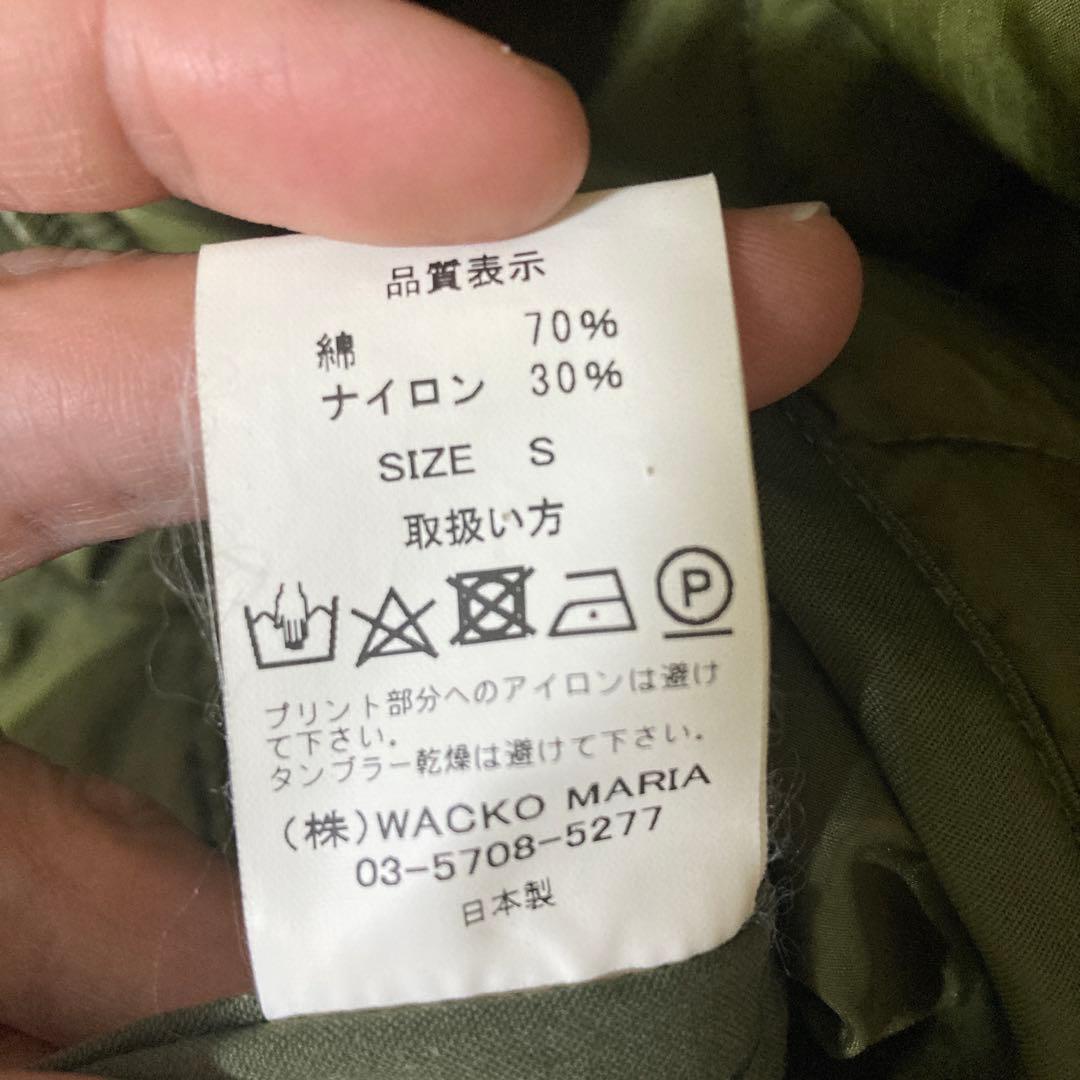 品質表示
綿 70%
ナイロン 30%
SIZE S
取扱い方
P
プリント部分へのアイロンは避け
て下さい.
タンブラー乾燥は避けて下さい.
(株)WACKO MARIA
03-5708-5277
日本製